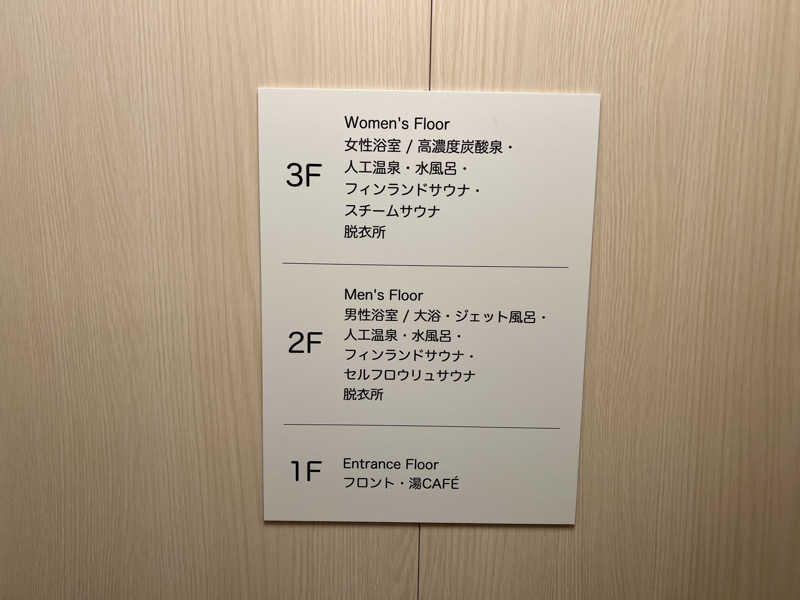 3F
Women's Floor
女性浴室 / 高濃度炭酸泉・
人工温泉・水風呂・
フィンランドサウナ・
スチームサウナ
脱衣所
2F
Men's Floor
男性浴室 / 大浴・ジェット風呂・
人工温泉・水風呂・
フィンランドサウナ・
セルフロウリュサウナ
脱衣所
1F
Entrance Floor
フロント・湯CAFÉ